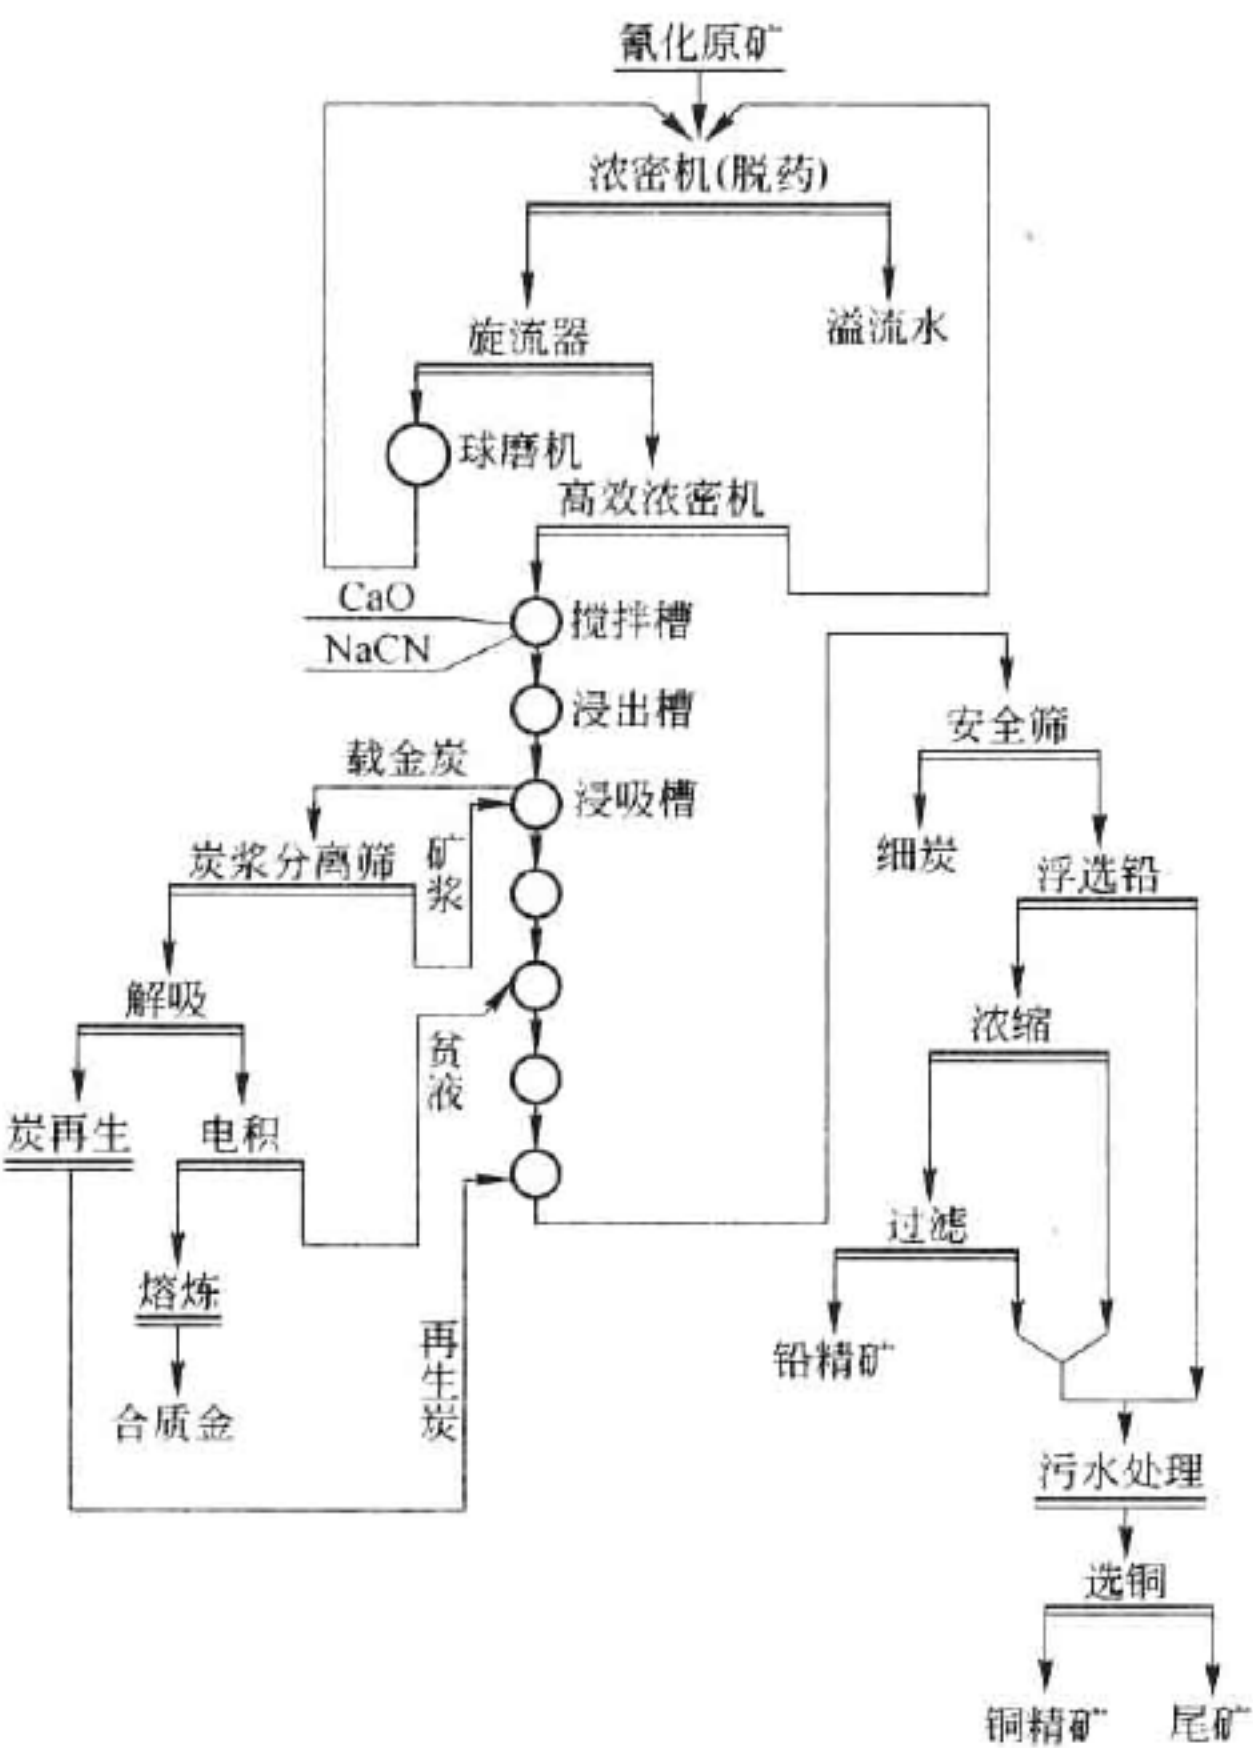 氰化原矿
浓密机(脱药)
旋流器
溢流水
球磨机
高效浓密机
CaO
搅拌槽
NaCN
浸出槽
安全筛
载金炭
浸吸槽
细炭
炭浆分离筛
矿浆
浮选铅
解吸
浓缩
贫液
炭再生
电积
过滤
熔炼
再生炭
铅精矿
合质金
污水处理
选铜
铜精矿
尾矿